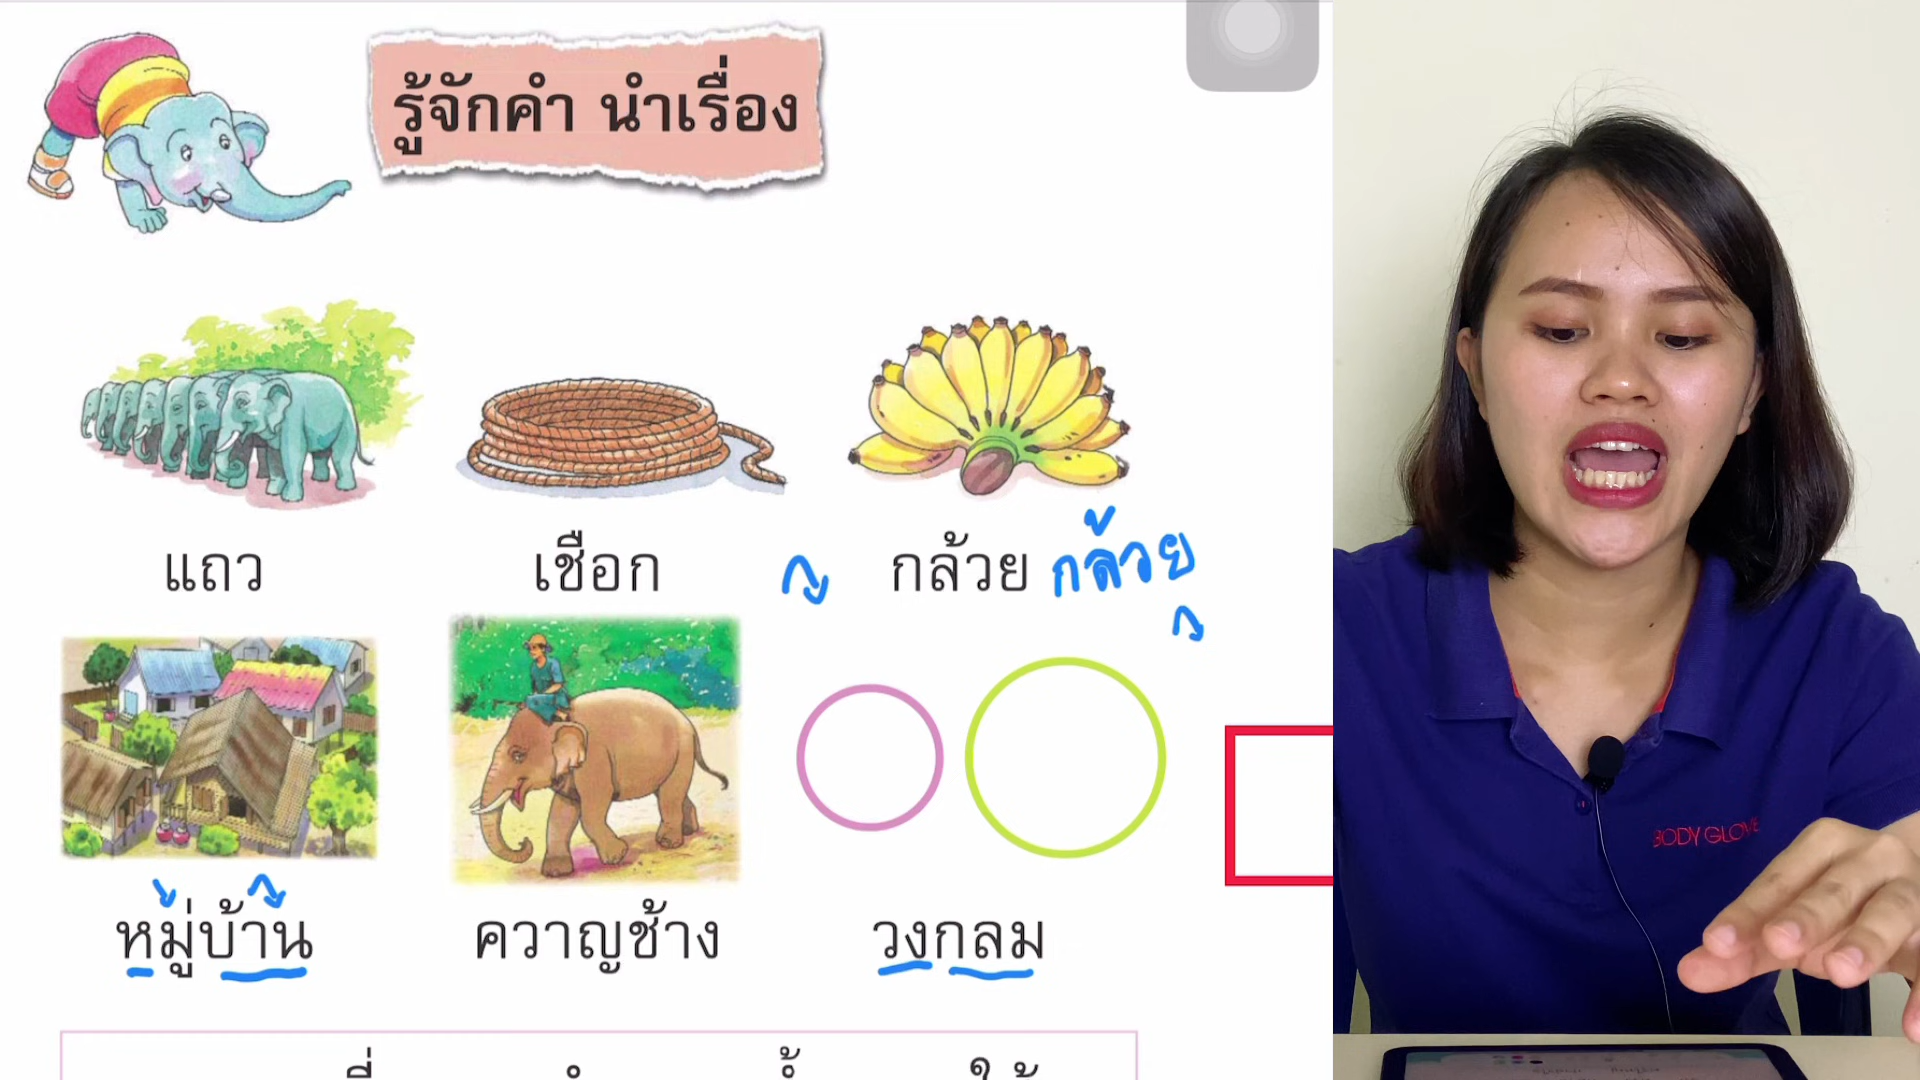 รู้จักคำ นำเรื่อง
แถว
เชือก
กล้วย กล้วย
หมู่บ้าน
ควาญช้าง
วงกลม
BODY GLOVE